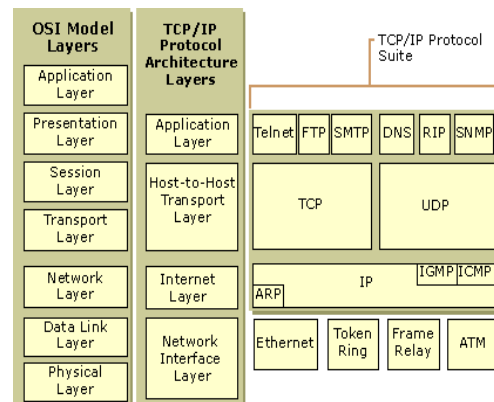 OSI Model
Layers
Application
Layer
Presentation
Layer
Session
Layer
Transport
Layer
Network
Layer
Data Link
Layer
Physical
Layer
TCP/IP
Protocol
Architecture
Layers
Application
Layer
Host-to-Host
Transport
Layer
Internet
Layer
Network
Interface
Layer
TCP/IP Protocol
Suite
Telnet FTP SMTP DNS RIP SNMP
TCP UDP
IP IGMP ICMP
ARP
Ethernet
Token
Ring
Frame
Relay
ATM